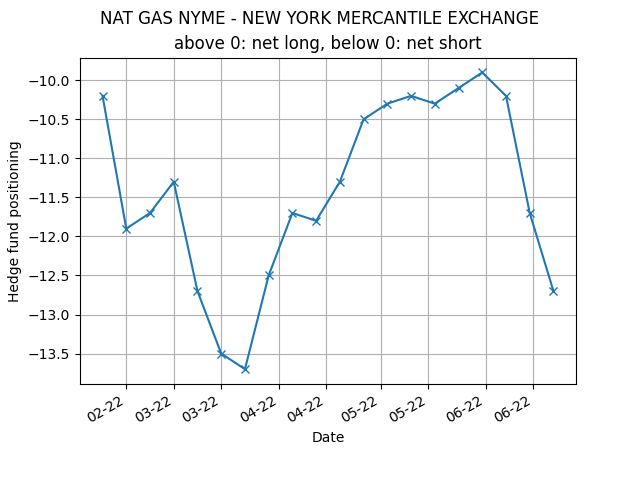 NAT GAS NYME - NEW YORK MERCANTILE EXCHANGE
above 0: net long, below 0: net short
Hedge fund positioning
−10.0
−10.5
−11.0
−11.5
−12.0
−12.5
−13.0
−13.5
02-22 03-22 03-22 04-22 04-22 05-22 05-22 06-22 06-22
Date